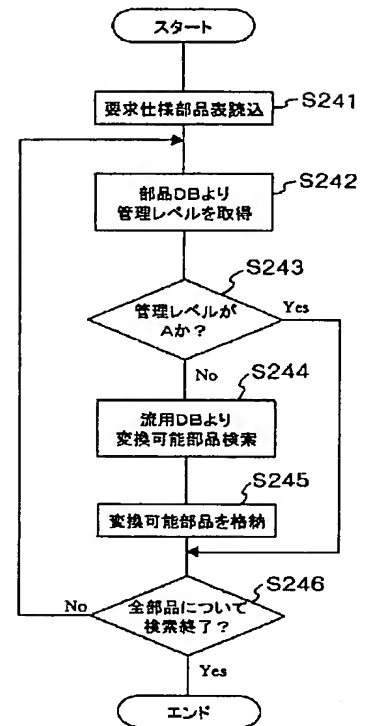 スタート
要求仕様部品表読込
S241
部品DBより
管理レベルを取得
S242
S243
管理レベルが
Aか?
Yes
No
S244
流用DBより
変換可能部品検索
S245
変換可能部品を格納
S246
全部品について
検索終了?
No
Yes
エンド